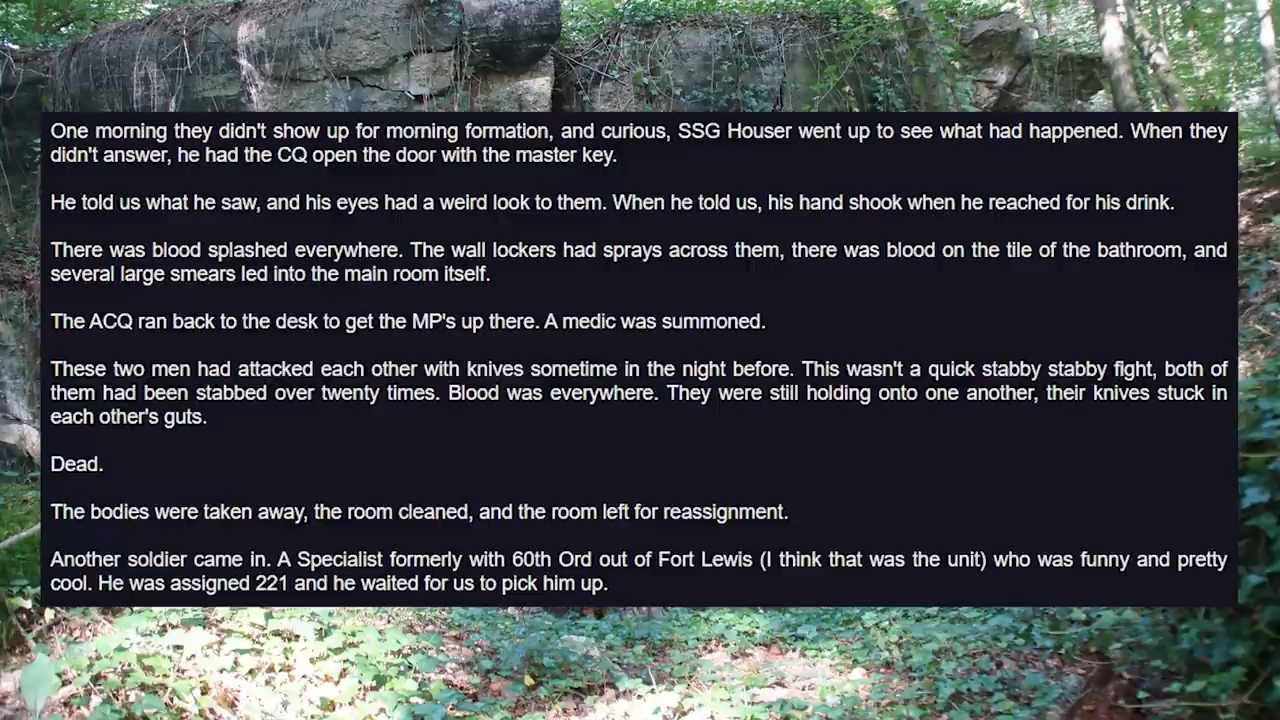 One morning they didn't show up for morning formation, and curious, SSG Houser went up to see what had happened. When they
didn't answer, he had the CQ open the door with the master key.
He told us what he saw, and his eyes had a weird look to them. When he told us, his hand shook when he reached for his drink.
There was blood splashed everywhere. The wall lockers had sprays across them, there was blood on the tile of the bathroom, and
several large smears led into the main room itself.
The ACQ ran back to the desk to get the MP's up there. A medic was summoned.
These two men had attacked each other with knives sometime in the night before. This wasn't a quick stabby stabby fight, both of
them had been stabbed over twenty times. Blood was everywhere. They were still holding onto one another, their knives stuck in
each other's guts.
Dead.
The bodies were taken away, the room cleaned, and the room left for reassignment.
Another soldier came in. A Specialist formerly with 60th Ord out of Fort Lewis (I think that was the unit) who was funny and pretty
cool. He was assigned 221 and he waited for us to pick him up.